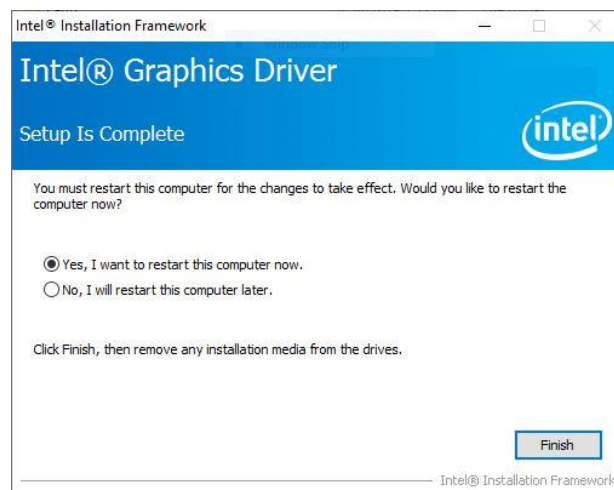 Intel® Installation Framework
Window Snip
Intel® Graphics Driver
Setup Is Complete
intel
You must restart this computer for the changes to take effect. Would you like to restart the
computer now?
Yes, I want to restart this computer now.
No, I will restart this computer later.
Click Finish, then remove any installation media from the drives.
Finish
Intel® Installation Framework